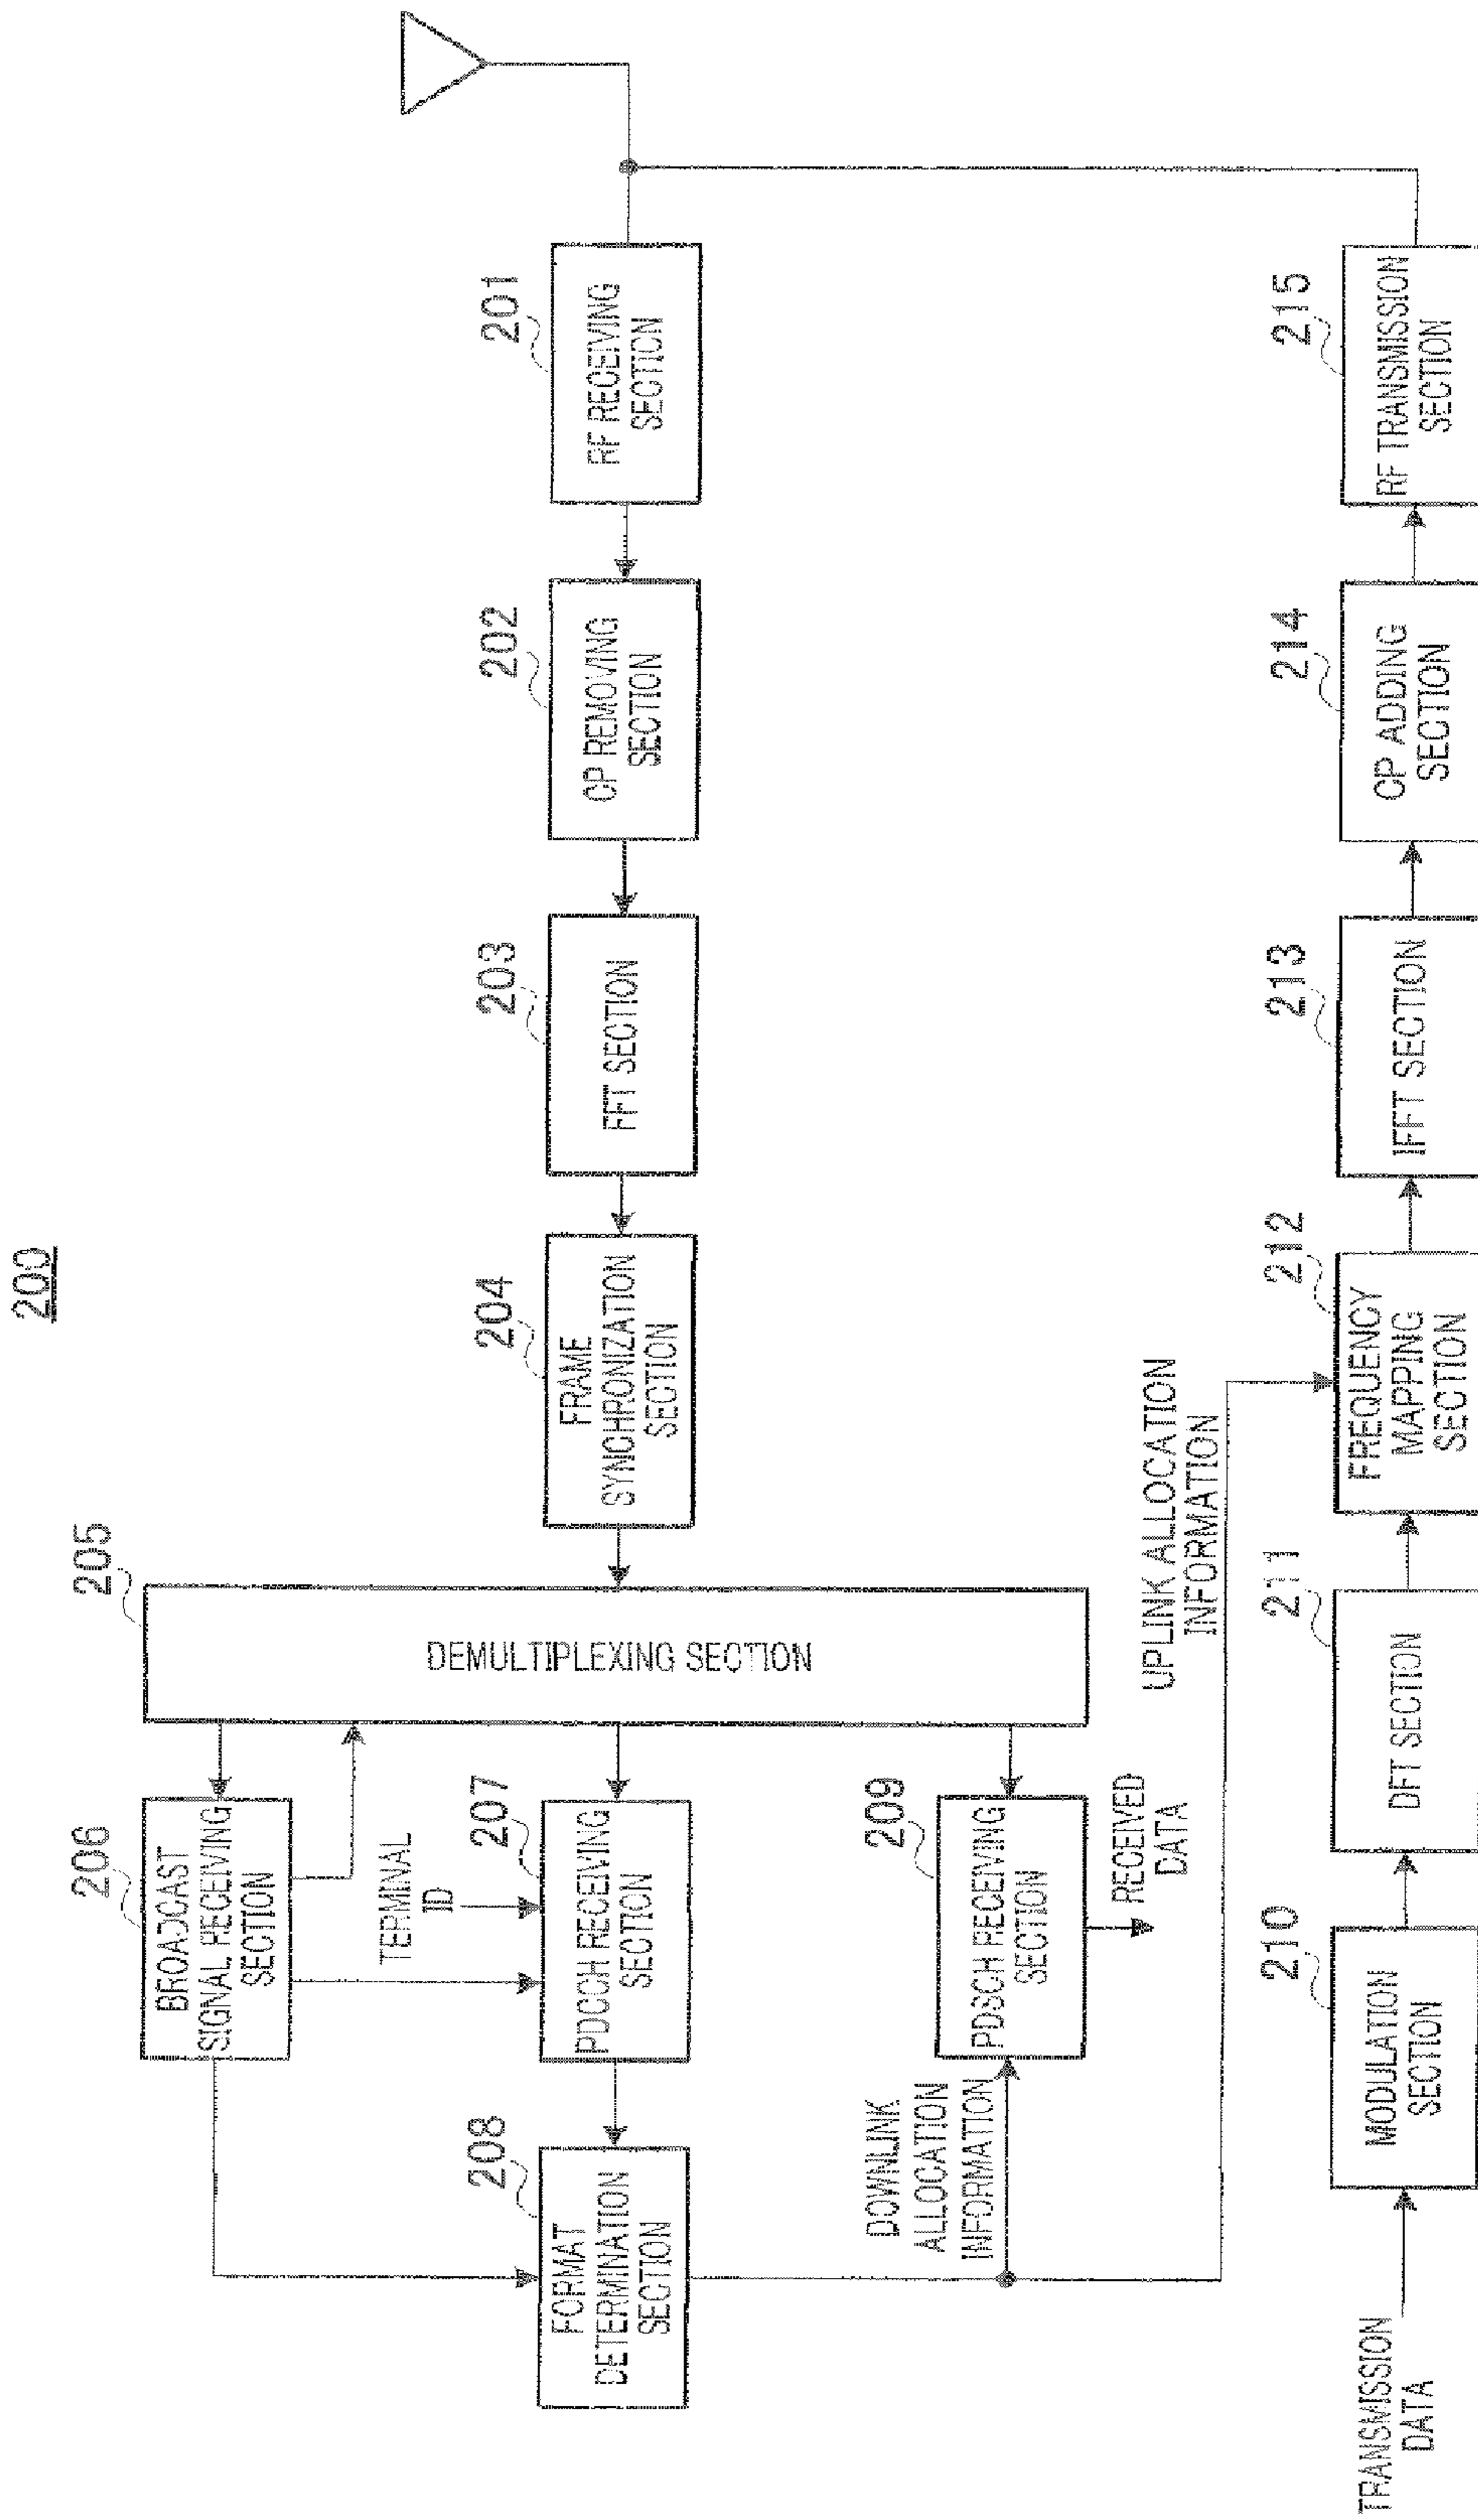 200
201
RF RECEIVING
SECTION
202
CP REMOVING
SECTION
203
FFT SECTION
204
FRAME
SYNCHRONIZATION
SECTION
205
DEMULTIPLEXING SECTION
206
BROADCAST
SIGNAL RECEIVING
SECTION
TERMINAL
ID
207
PDCCH RECEIVING
SECTION
208
FORMAT
DETERMINATION
SECTION
209
PDSCH RECEIVING
SECTION
RECEIVED
DATA
DOWNLINK
ALLOCATION
INFORMATION
UPLINK ALLOCATION
INFORMATION
TRANSMISSION
DATA
210
MODULATION
SECTION
211
DFT SECTION
212
FREQUENCY
MAPPING
SECTION
213
IFFT SECTION
214
CP ADDING
SECTION
215
RF TRANSMISSION
SECTION